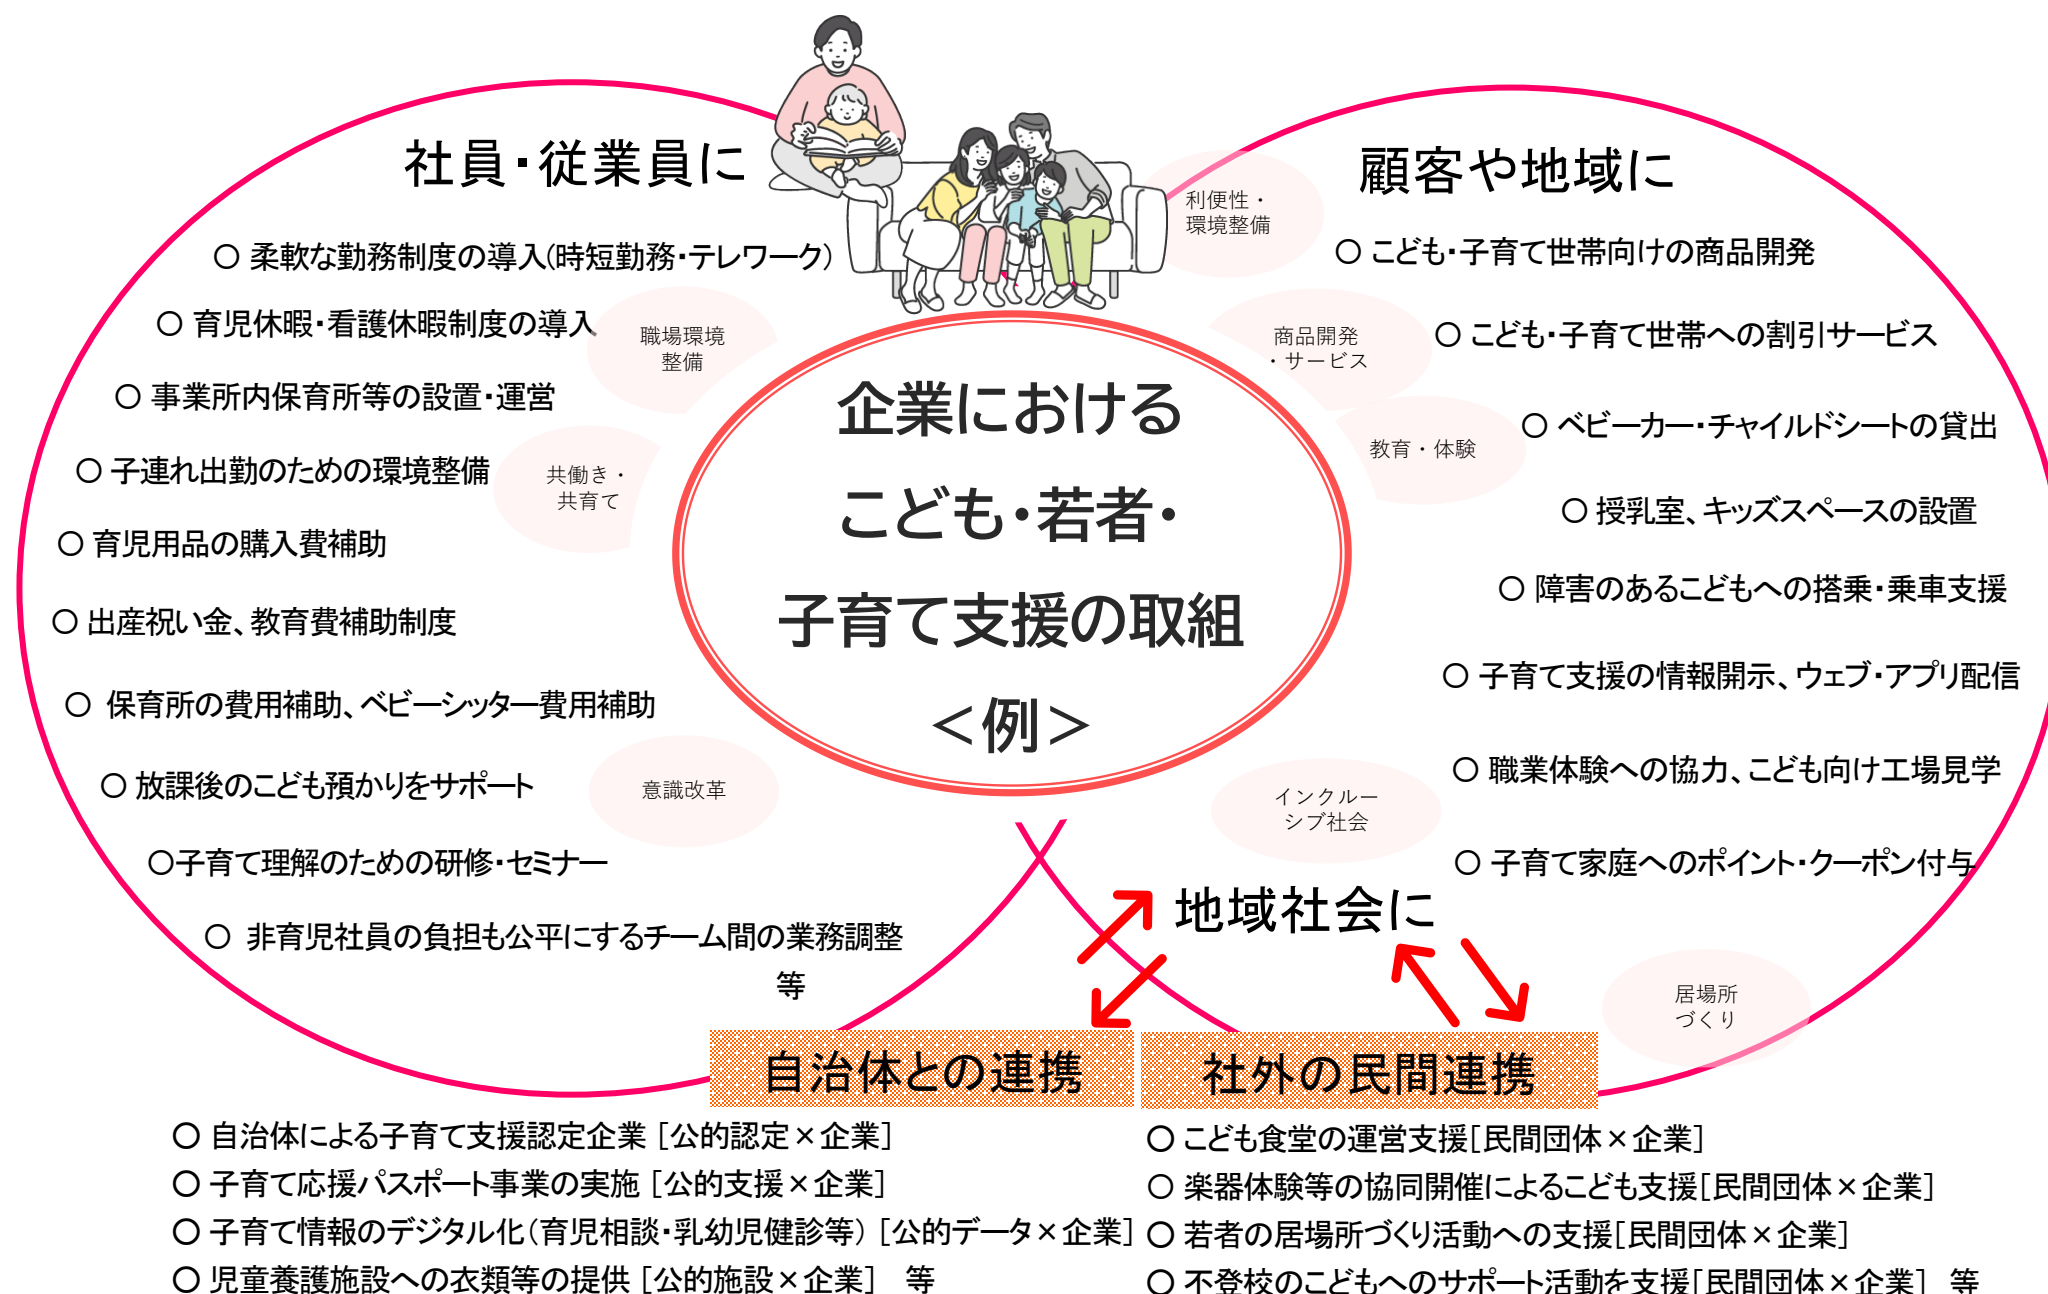 社員・従業員に
〇 柔軟な勤務制度の導入(時短勤務・テレワーク)
〇 育児休暇・看護休暇制度の導入
〇 事業所内保育所等の設置・運営
〇 子連れ出勤のための環境整備
〇 育児用品の購入費補助
〇 出産祝い金、教育費補助制度
〇 保育所の費用補助、ベビーシッター費用補助
〇 放課後のこども預かりをサポート
〇子育て理解のための研修・セミナー
〇 非育児社員の負担も公平にするチーム間の業務調整
等
職場環境
整備
共働き・
共育て
意識改革
企業における
こども・若者・
子育て支援の取組
＜例＞
利便性・
環境整備
商品開発
・サービス
教育・体験
インクルー
シブ社会
居場所
づくり
顧客や地域に
〇 こども・子育て世帯向けの商品開発
〇 こども・子育て世帯への割引サービス
〇 ベビーカー・チャイルドシートの貸出
〇 授乳室、キッズスペースの設置
〇 障害のあるこどもへの搭乗・乗車支援
〇 子育て支援の情報開示、ウェブ・アプリ配信
〇 職業体験への協力、こども向け工場見学
〇 子育て家庭へのポイント・クーポン付与
地域社会に
自治体との連携
〇 自治体による子育て支援認定企業 [公的認定×企業]
〇 子育て応援パスポート事業の実施 [公的支援×企業]
〇 子育て情報のデジタル化(育児相談・乳幼児健診等) [公的データ×企業]
〇 児童養護施設への衣類等の提供 [公的施設×企業]　等
社外の民間連携
〇 こども食堂の運営支援[民間団体×企業]
〇 楽器体験等の協同開催によるこども支援[民間団体×企業]
〇 若者の居場所づくり活動への支援[民間団体×企業]
〇 不登校のこどもへのサポート活動を支援[民間団体×企業]　等